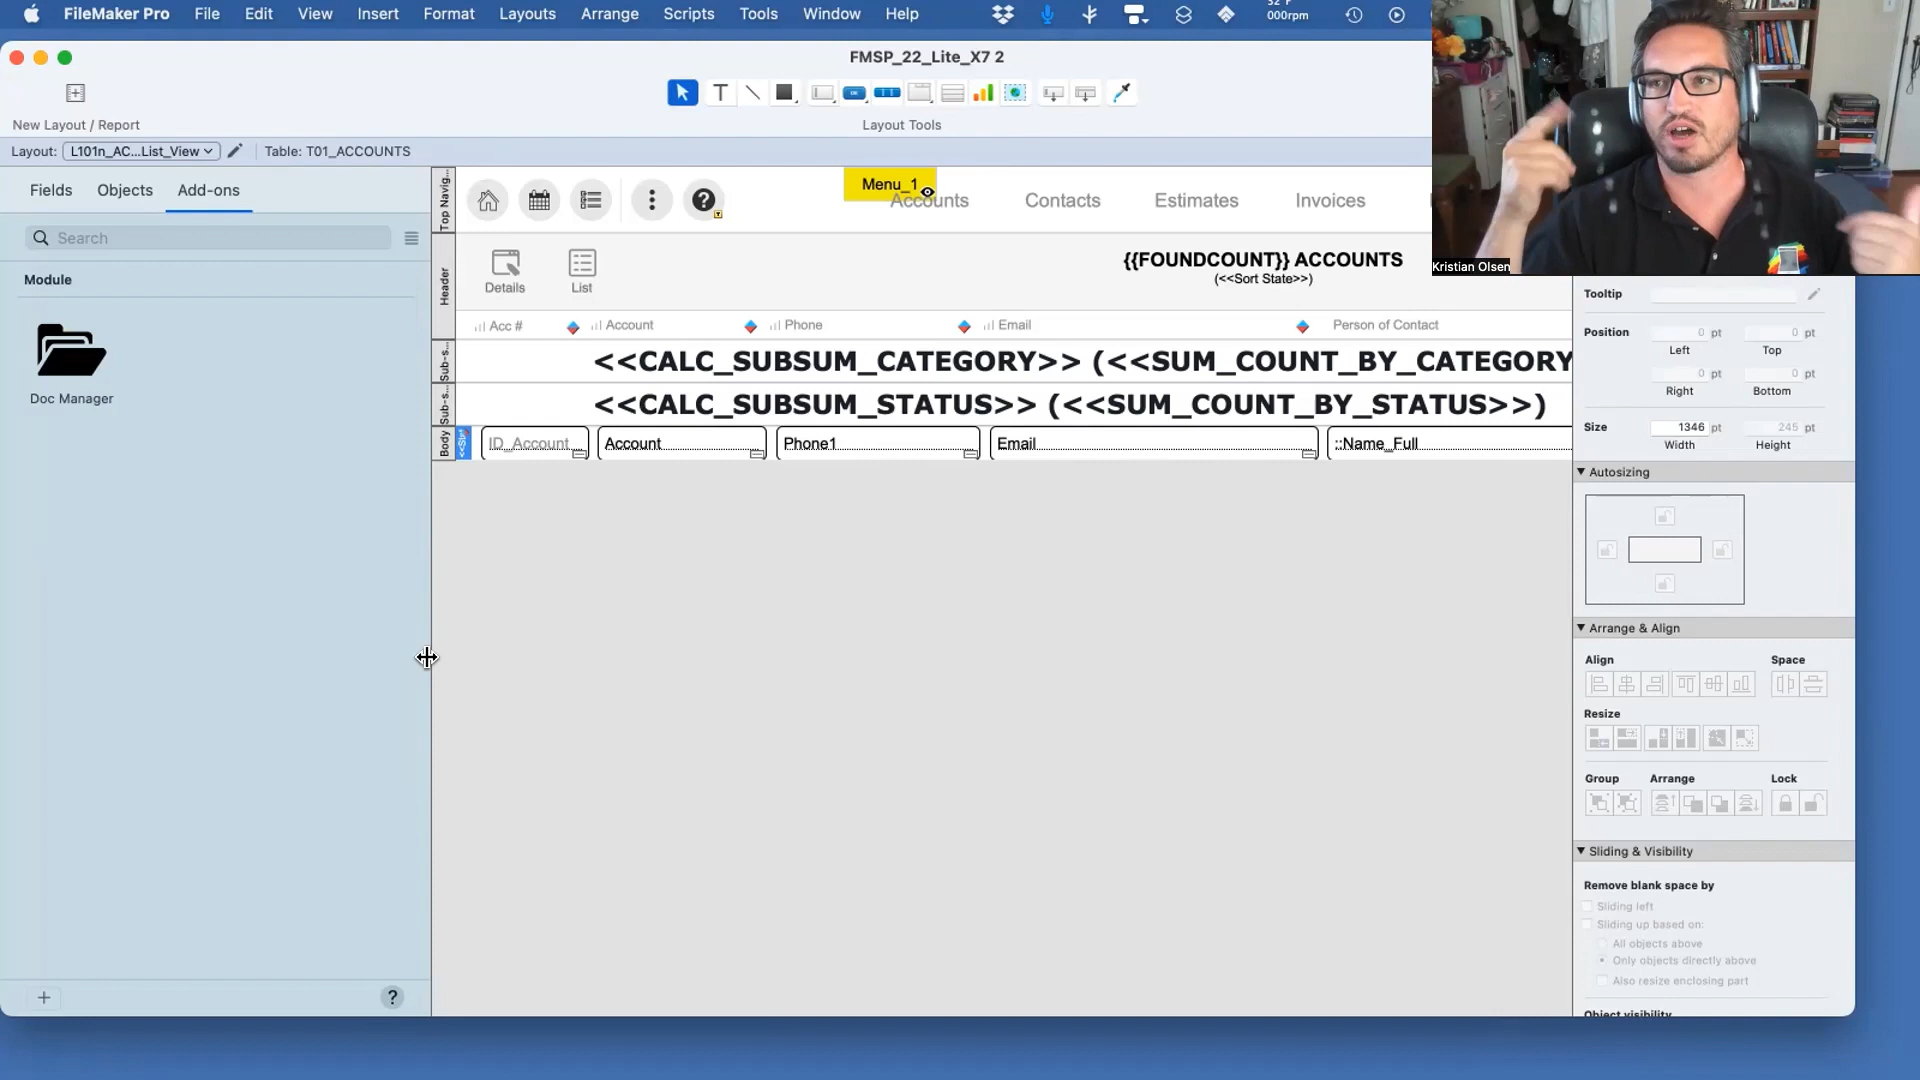 FileMaker Pro File Edit View Insert Format Layouts Arrange Scripts Tools Window Help
000rpm
FMSP_22_Lite_X7 2
New Layout / Report
Layout Tools
Layout: L101n_AC...List_View Table: T01_ACCOUNTS
Fields Objects Add-ons
Search
Module
Doc Manager
Top Navig...
Menu_1
Accounts Contacts Estimates Invoices
Header
Details List
{{FOUNDCOUNT}} ACCOUNTS
(<<Sort State>>)
Acc # Account Phone Email Person of Contact
Sub-s...
<<CALC_SUBSUM_CATEGORY>> (<<SUM_COUNT_BY_CATEGORY
Sub-s...
<<CALC_SUBSUM_STATUS>> (<<SUM_COUNT_BY_STATUS>>)
Body
ID_Account Account Phone1 Email ::Name_Full
Kristian Olsen
Tooltip
Position 0 pt 0 pt
Left Top
0 pt 0 pt
Right Bottom
Size 1346 pt 245 pt
Width Height
Autosizing
Arrange & Align
Align Space
Resize
Group Arrange Lock
Sliding & Visibility
Remove blank space by
Sliding left
Sliding up based on:
All objects above
Only objects directly above
Also resize enclosing part
Object visibility